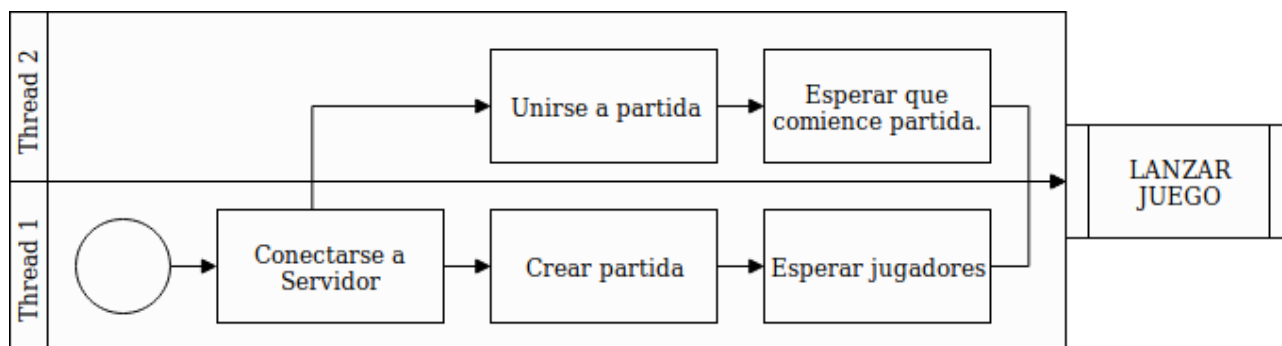 Thread 2
Unirse a partida
Esperar que
comience partida.
LANZAR
JUEGO
Thread 1
Conectarse a
Servidor
Crear partida
Esperar jugadores